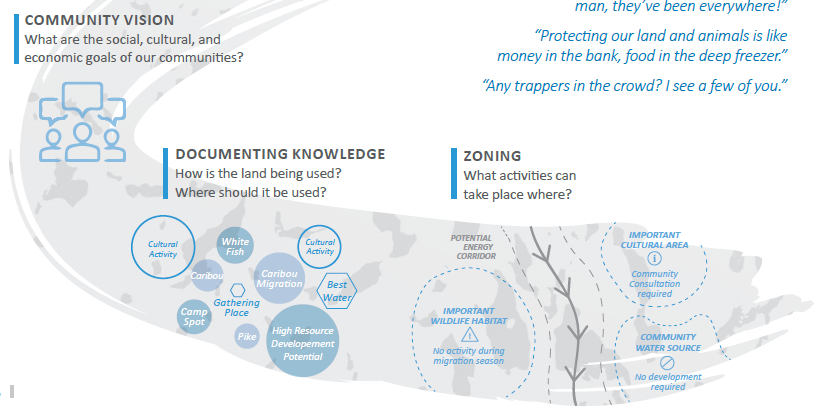 man, they've been everywhere!"
COMMUNITY VISION
What are the social, cultural, and
economic goals of our communities?
"Protecting our land and animals is like
money in the bank, food in the deep freezer."
"Any trappers in the crowd? I see a few of you."
DOCUMENTING KNOWLEDGE
How is the land being used?
Where should it be used?
ZONING
What activities can
take place where?
Cultural
Activity
White
Fish
Cultural
Activity
Caribou
Caribou
Migration
Best
Water
Gathering
Place
Camp
Spot
Pike
High Resource
Developement
Potential
POTENTIAL
ENERGY
CORRIDOR
IMPORTANT
WILDLIFE HABITAT
No activity during
migration season
IMPORTANT
CULTURAL AREA
Community
Consultation
required
COMMUNITY
WATER SOURCE
No development
required